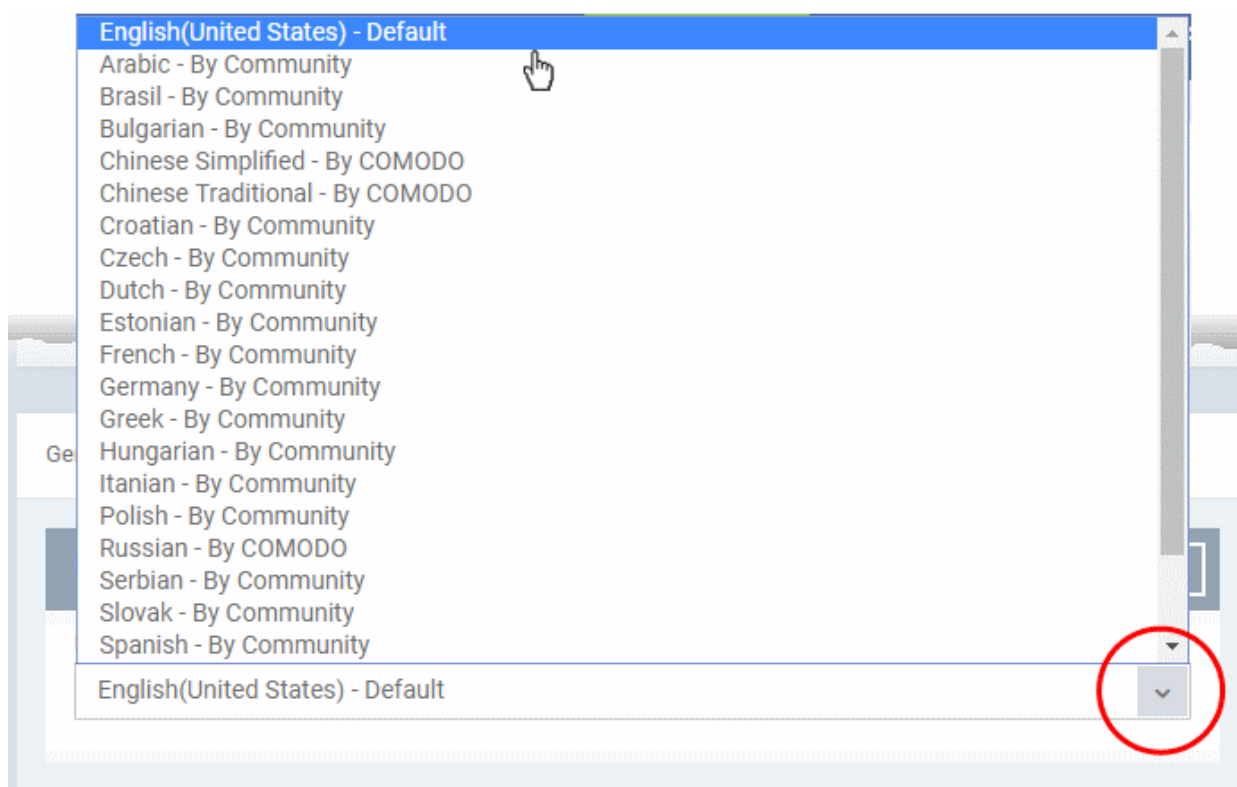 English(United States) - Default
Arabic - By Community
Brasil - By Community
Bulgarian - By Community
Chinese Simplified - By COMODO
Chinese Traditional - By COMODO
Croatian - By Community
Czech - By Community
Dutch - By Community
Estonian - By Community
French - By Community
Germany - By Community
Greek - By Community
Hungarian - By Community
Itanian - By Community
Polish - By Community
Russian - By COMODO
Serbian - By Community
Slovak - By Community
Spanish - By Community
English(United States) - Default